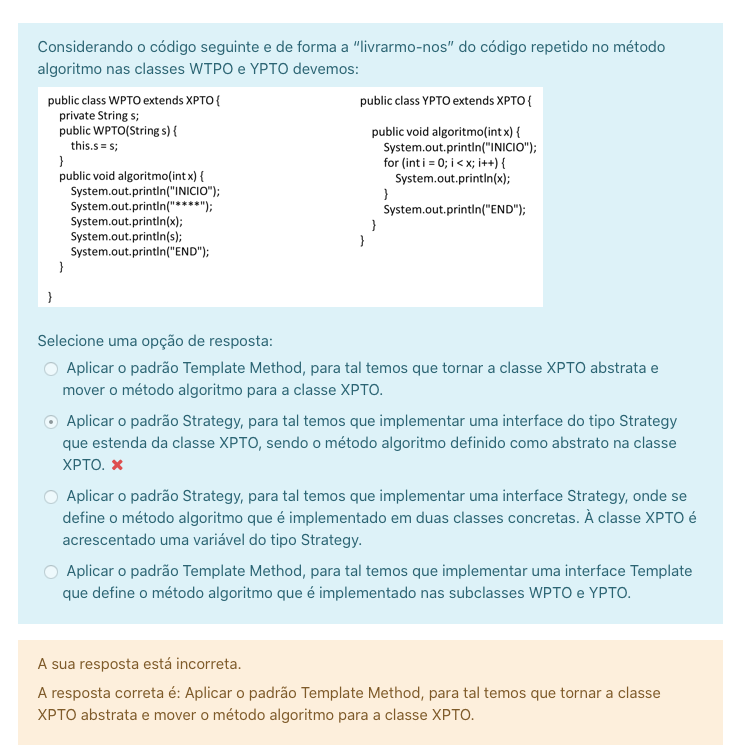 Considerando o código seguinte e de forma a “livrarmo-nos” do código repetido no método
algoritmo nas classes WTPO e YPTO devemos:
public class WPTO extends XPTO {
private String s;
public WPTO(String s) {
this.s = s;
}
public void algoritmo(int x) {
System.out.println("INICIO");
System.out.println("****");
System.out.println(x);
System.out.println(s);
System.out.println("END");
}
}
public class YPTO extends XPTO {
public void algoritmo(int x) {
System.out.println("INICIO");
for (int i = 0; i < x; i++) {
System.out.println(x);
}
System.out.println("END");
}
}
Selecione uma opção de resposta:
Aplicar o padrão Template Method, para tal temos que tornar a classe XPTO abstrata e
mover o método algoritmo para a classe XPTO.
Aplicar o padrão Strategy, para tal temos que implementar uma interface do tipo Strategy
que estenda da classe XPTO, sendo o método algoritmo definido como abstrato na classe
XPTO.
Aplicar o padrão Strategy, para tal temos que implementar uma interface Strategy, onde se
define o método algoritmo que é implementado em duas classes concretas. À classe XPTO é
acrescentado uma variável do tipo Strategy.
Aplicar o padrão Template Method, para tal temos que implementar uma interface Template
que define o método algoritmo que é implementado nas subclasses WPTO e YPTO.
A sua resposta está incorreta.
A resposta correta é: Aplicar o padrão Template Method, para tal temos que tornar a classe
XPTO abstrata e mover o método algoritmo para a classe XPTO.